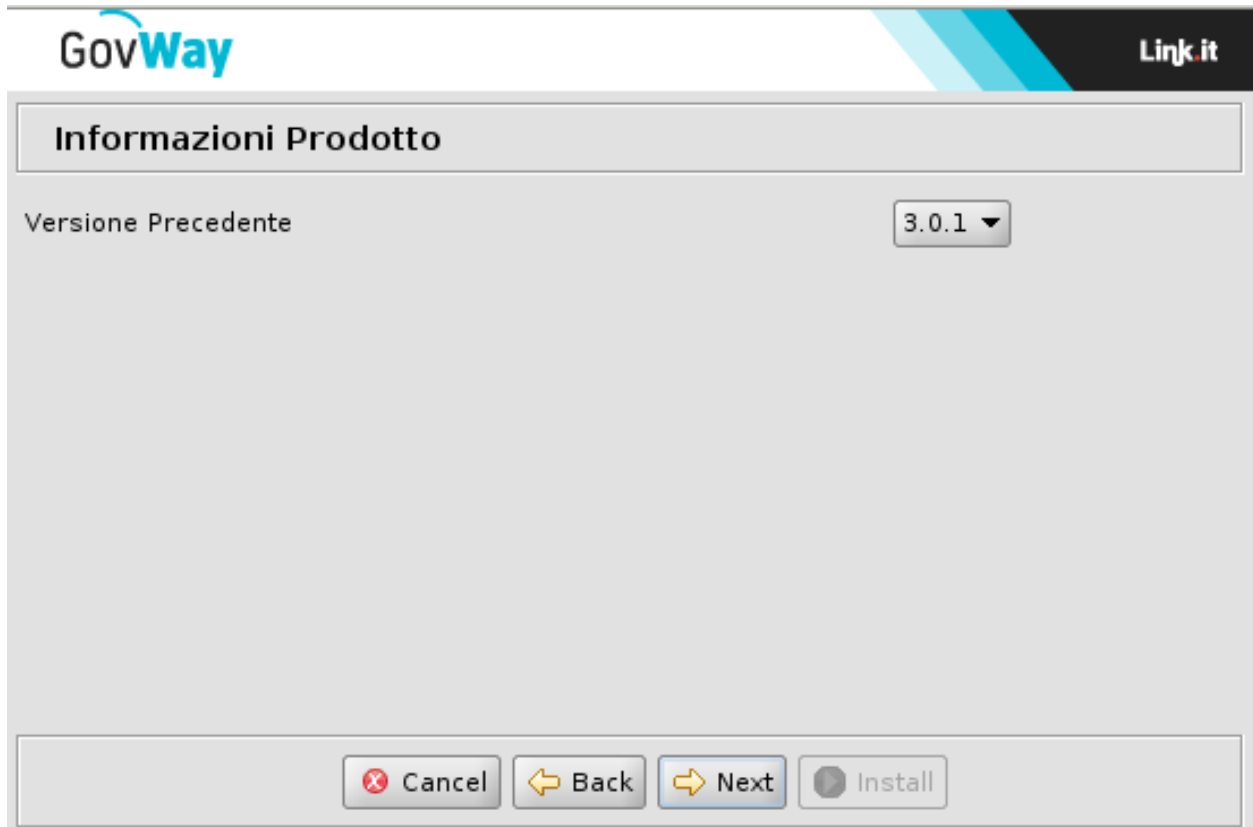 GovWay
Link.it
Informazioni Prodotto
Versione Precedente 3.0.1
Cancel Back Next Install